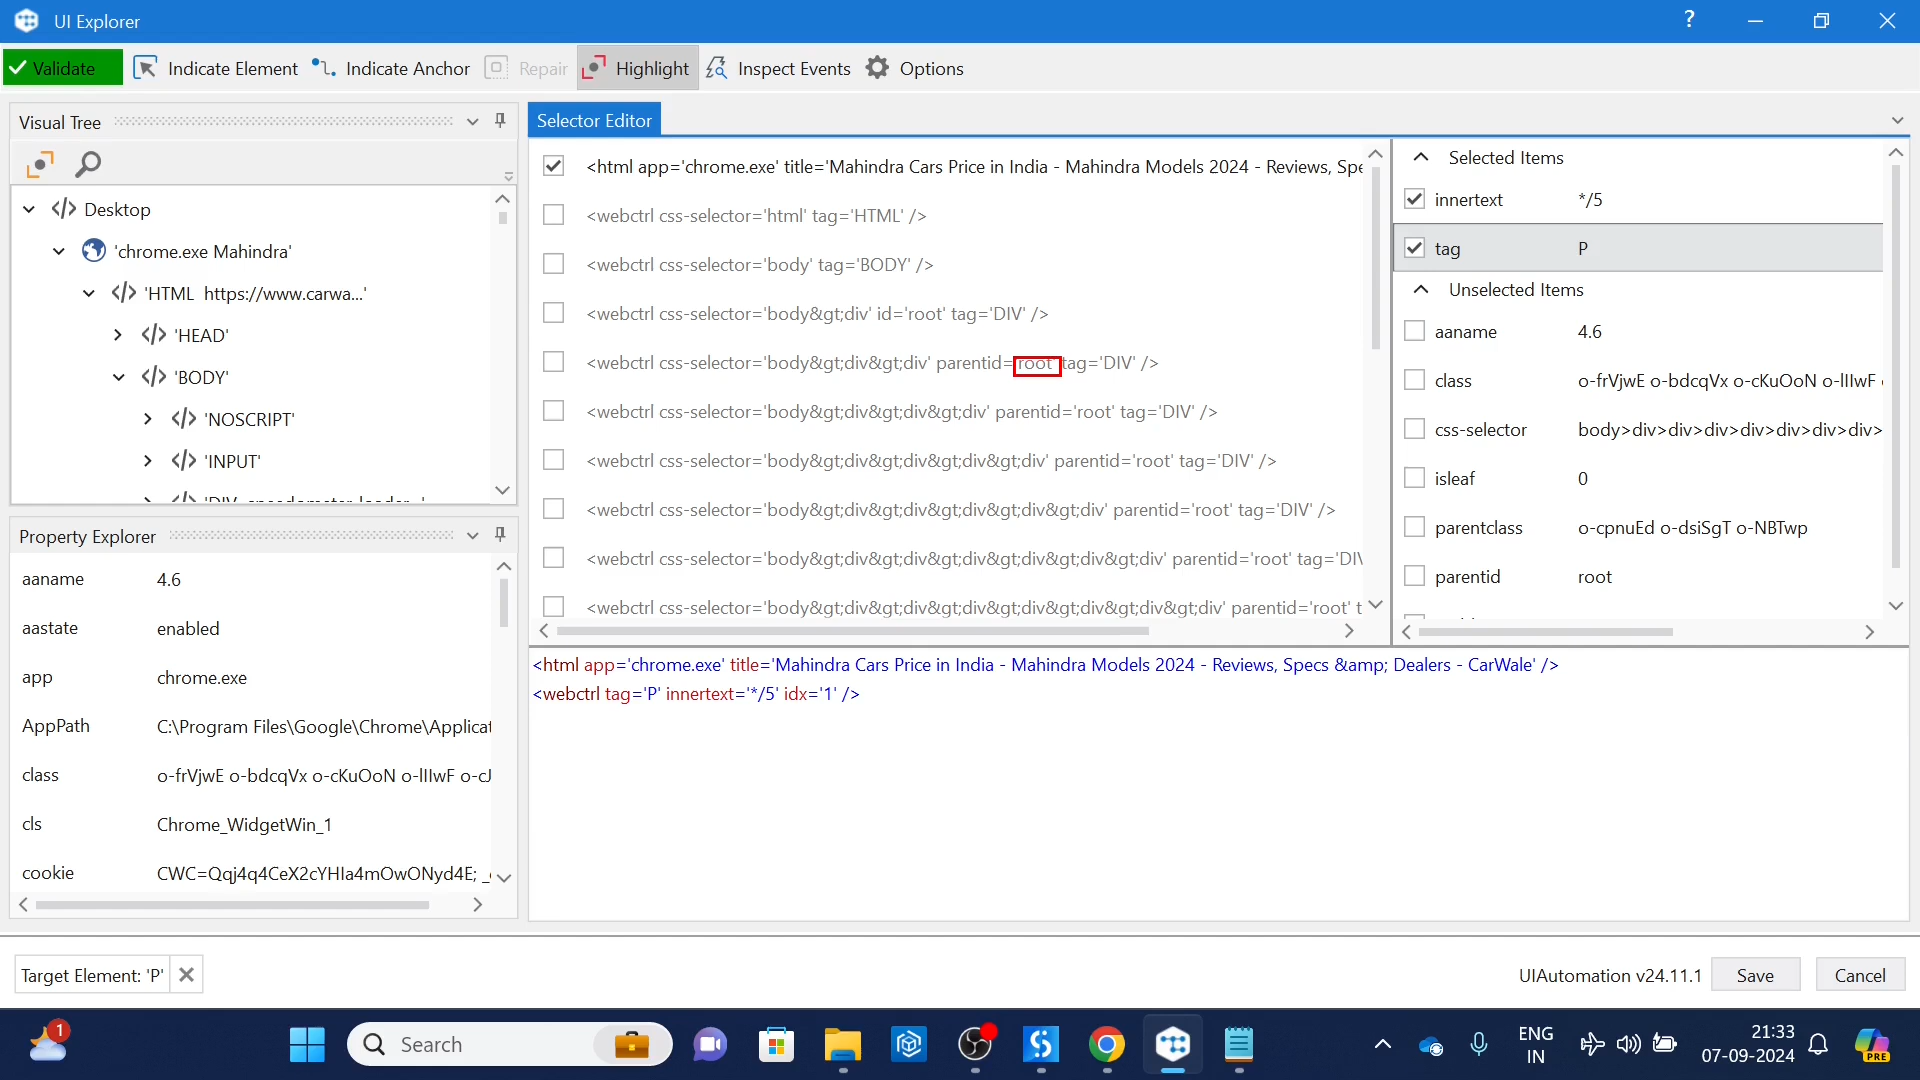 UI Explorer
?
Validate
Indicate Element
Indicate Anchor
Repair
Highlight
Inspect Events
Options
Visual Tree
Desktop
'chrome.exe Mahindra'
'HTML https://www.carwa...'
'HEAD'
'BODY'
'NOSCRIPT'
'INPUT'
Property Explorer
aaname 4.6
aastate enabled
app chrome.exe
AppPath C:\Program Files\Google\Chrome\Applicat
class o-frVjwE o-bdcqVx o-cKuOoN o-lIIwF o-cJ
cls Chrome_WidgetWin_1
cookie CWC=Qqj4q4CeX2cYHIa4mOwONyd4E; _
Selector Editor
<html app='chrome.exe' title='Mahindra Cars Price in India - Mahindra Models 2024 - Reviews, Spe
<webctrl css-selector='html' tag='HTML' />
<webctrl css-selector='body' tag='BODY' />
<webctrl css-selector='body&gt;div' id='root' tag='DIV' />
<webctrl css-selector='body&gt;div&gt;div' parentid='root' tag='DIV' />
<webctrl css-selector='body&gt;div&gt;div&gt;div' parentid='root' tag='DIV' />
<webctrl css-selector='body&gt;div&gt;div&gt;div&gt;div' parentid='root' tag='DIV' />
<webctrl css-selector='body&gt;div&gt;div&gt;div&gt;div&gt;div' parentid='root' tag='DIV' />
<webctrl css-selector='body&gt;div&gt;div&gt;div&gt;div&gt;div&gt;div' parentid='root' tag='DIV
<webctrl css-selector='body&gt;div&gt;div&gt;div&gt;div&gt;div&gt;div&gt;div' parentid='root' t
Selected Items
innertext */5
tag P
Unselected Items
aaname 4.6
class o-frVjwE o-bdcqVx o-cKuOoN o-lIIwF
css-selector body>div>div>div>div>div>div>div>
isleaf 0
parentclass o-cpnuEd o-dsiSgT o-NBTwp
parentid root
<html app='chrome.exe' title='Mahindra Cars Price in India - Mahindra Models 2024 - Reviews, Specs &amp; Dealers - CarWale' />
<webctrl tag='P' innertext='*/5' idx='1' />
Target Element: 'P'
UIAutomation v24.11.1
Save
Cancel
1
Search
ENG
IN
21:33
07-09-2024
PRE